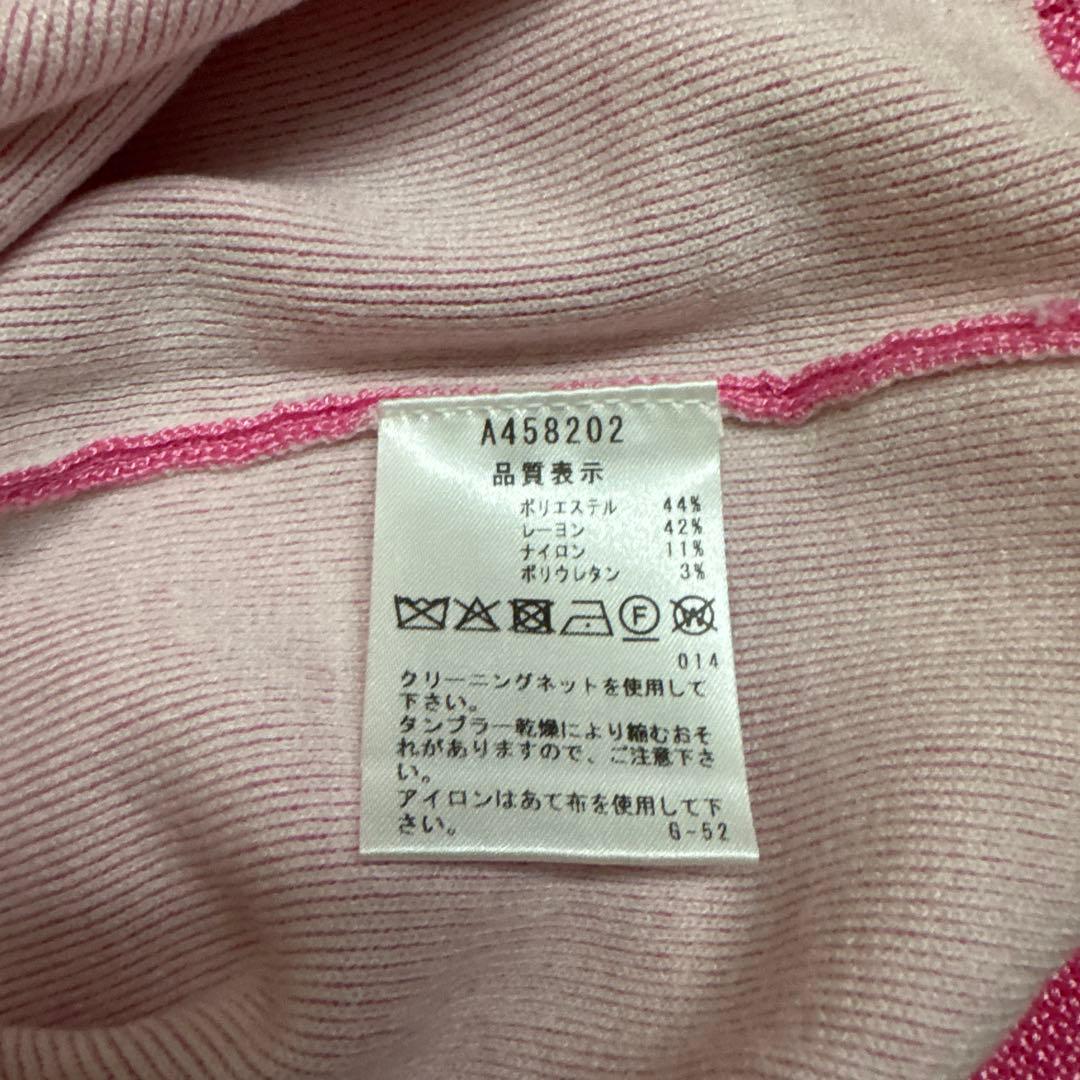 A458202
品質表示
ポリエステル 44%
レーヨン 42%
ナイロン 11%
ポリウレタン 3%
F W
014
クリーニングネットを使用して
下さい。
タンブラー乾燥により縮むおそ
れがありますので、ご注意下さ
い。
アイロンはあて布を使用して下
さい。 G-52